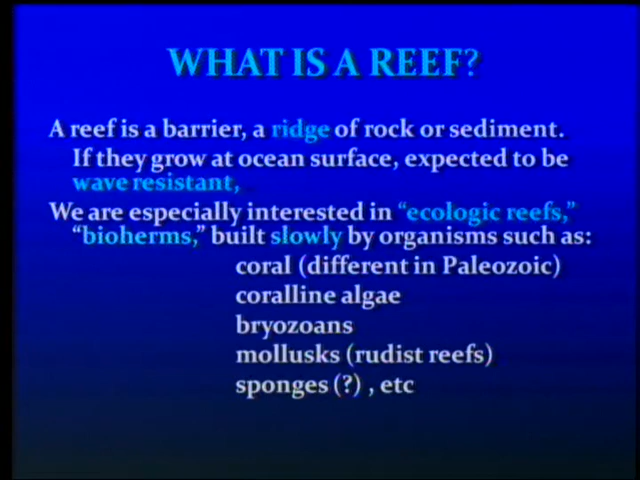 WHAT IS A REEF?
A reef is a barrier, a ridge of rock or sediment.
If they grow at ocean surface, expected to be
wave resistant,
We are especially interested in “ecologic reefs,”
“bioherms,” built slowly by organisms such as:
coral (different in Paleozoic)
coralline algae
bryozoans
mollusks (rudist reefs)
sponges (?) , etc